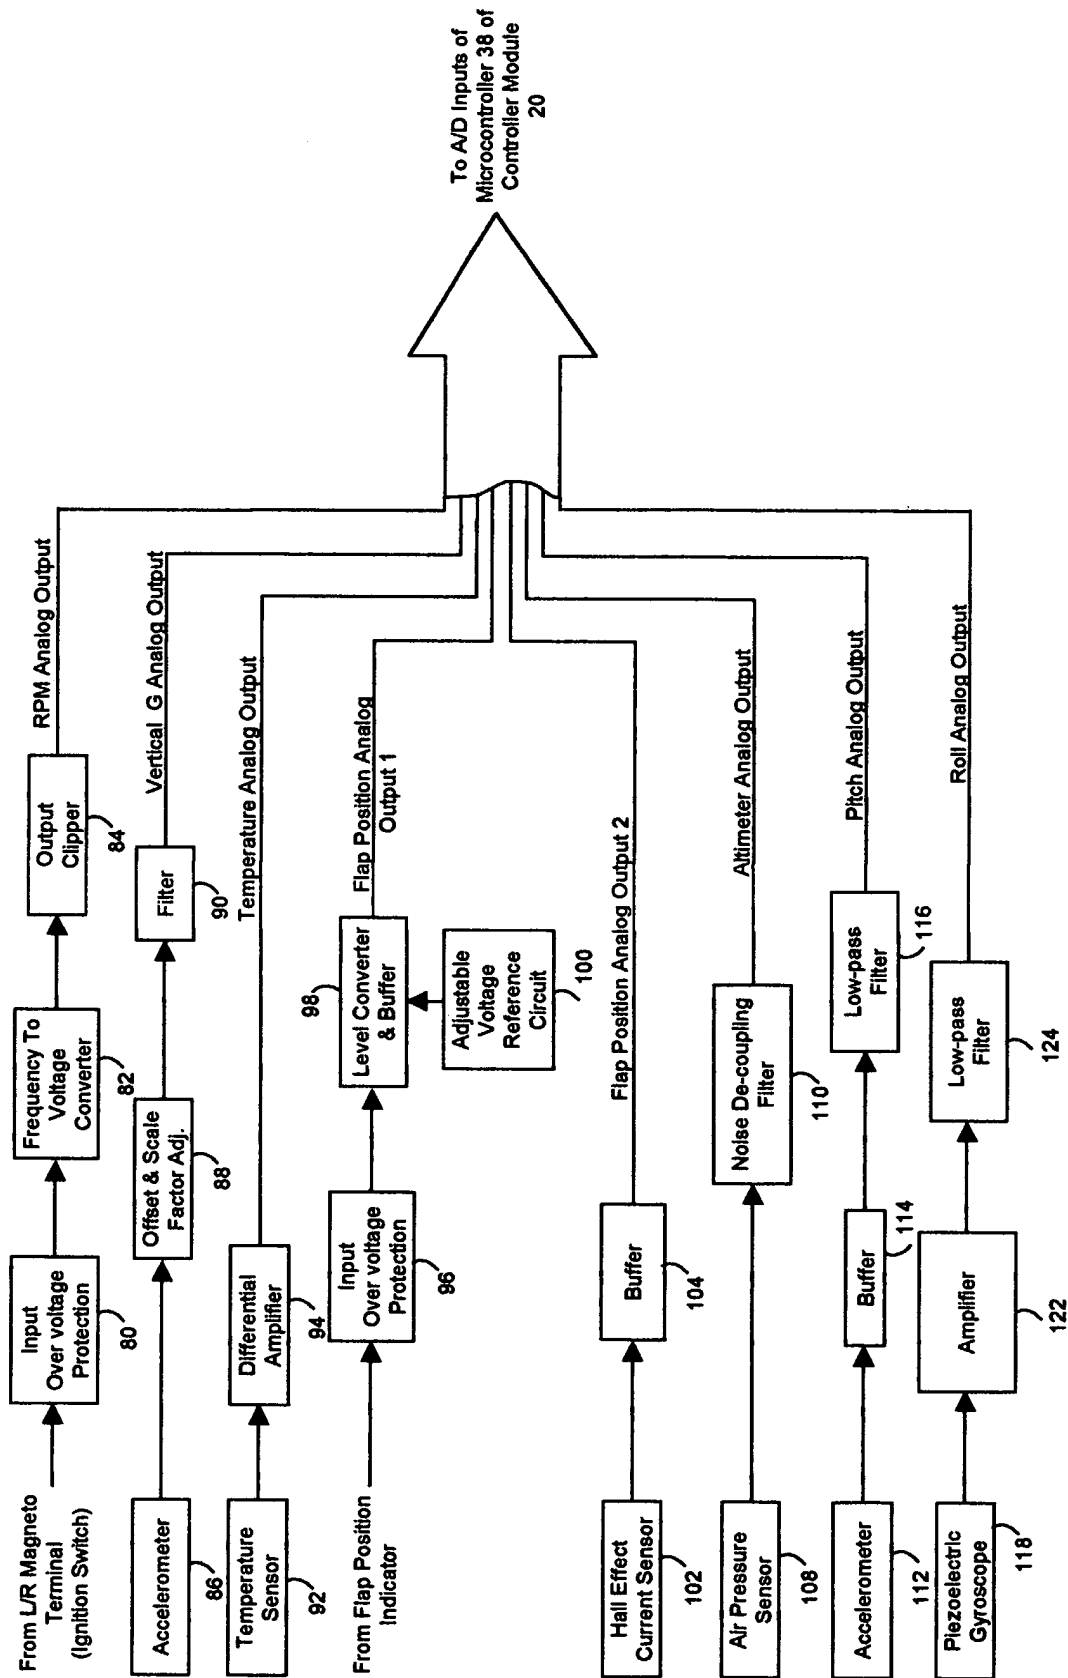 From L/R Magneto
Terminal
(Ignition Switch)
Input
Over voltage
Protection
80
Frequency To
Voltage
Converter
82
Output
Clipper
84
RPM Analog Output
Accelerometer
86
Offset & Scale
Factor Adj.
88
Filter
90
Vertical G Analog Output
Temperature
Sensor
92
Differential
Amplifier
94
Temperature Analog Output
From Flap Position
Indicator
Input
Over voltage
Protection
96
98
Level Converter
& Buffer
Adjustable
Voltage
Reference
Circuit
100
Flap Position Analog
Output 1
Hall Effect
Current Sensor
102
Buffer
104
Flap Position Analog Output 2
Air Pressure
Sensor
108
Noise De-coupling
Filter
110
Altimeter Analog Output
Accelerometer
112
Buffer
114
Low-pass
Filter
116
Pitch Analog Output
Piezoelectric
Gyroscope
118
Amplifier
122
Low-pass
Filter
124
Roll Analog Output
To A/D Inputs of
Microcontroller 38 of
Controller Module
20